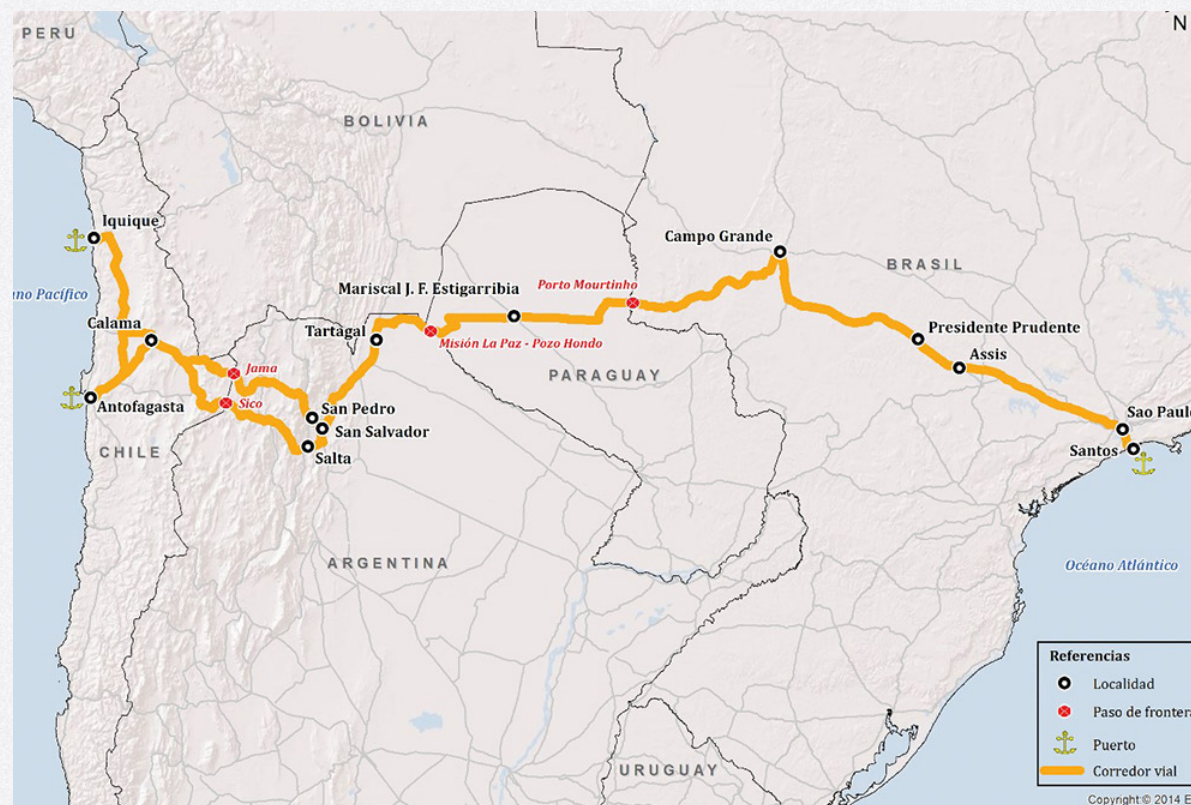 N
PERU
BOLIVIA
Iquique
Campo Grande
BRASIL
Mariscal J. F. Estigarribia
Porto Mourtinho
no Pacífico
Calama
Tartagal
Misión La Paz - Pozo Hondo
Presidente Prudente
Assis
Jama
PARAGUAY
Antofagasta
Sico
San Pedro
San Salvador
Sao Paul
CHILE
Salta
Santos
ARGENTINA
Océano Atlántico
Referencias
Localidad
Paso de fronter
Puerto
Corredor vial
URUGUAY
Copyright:© 2014 E